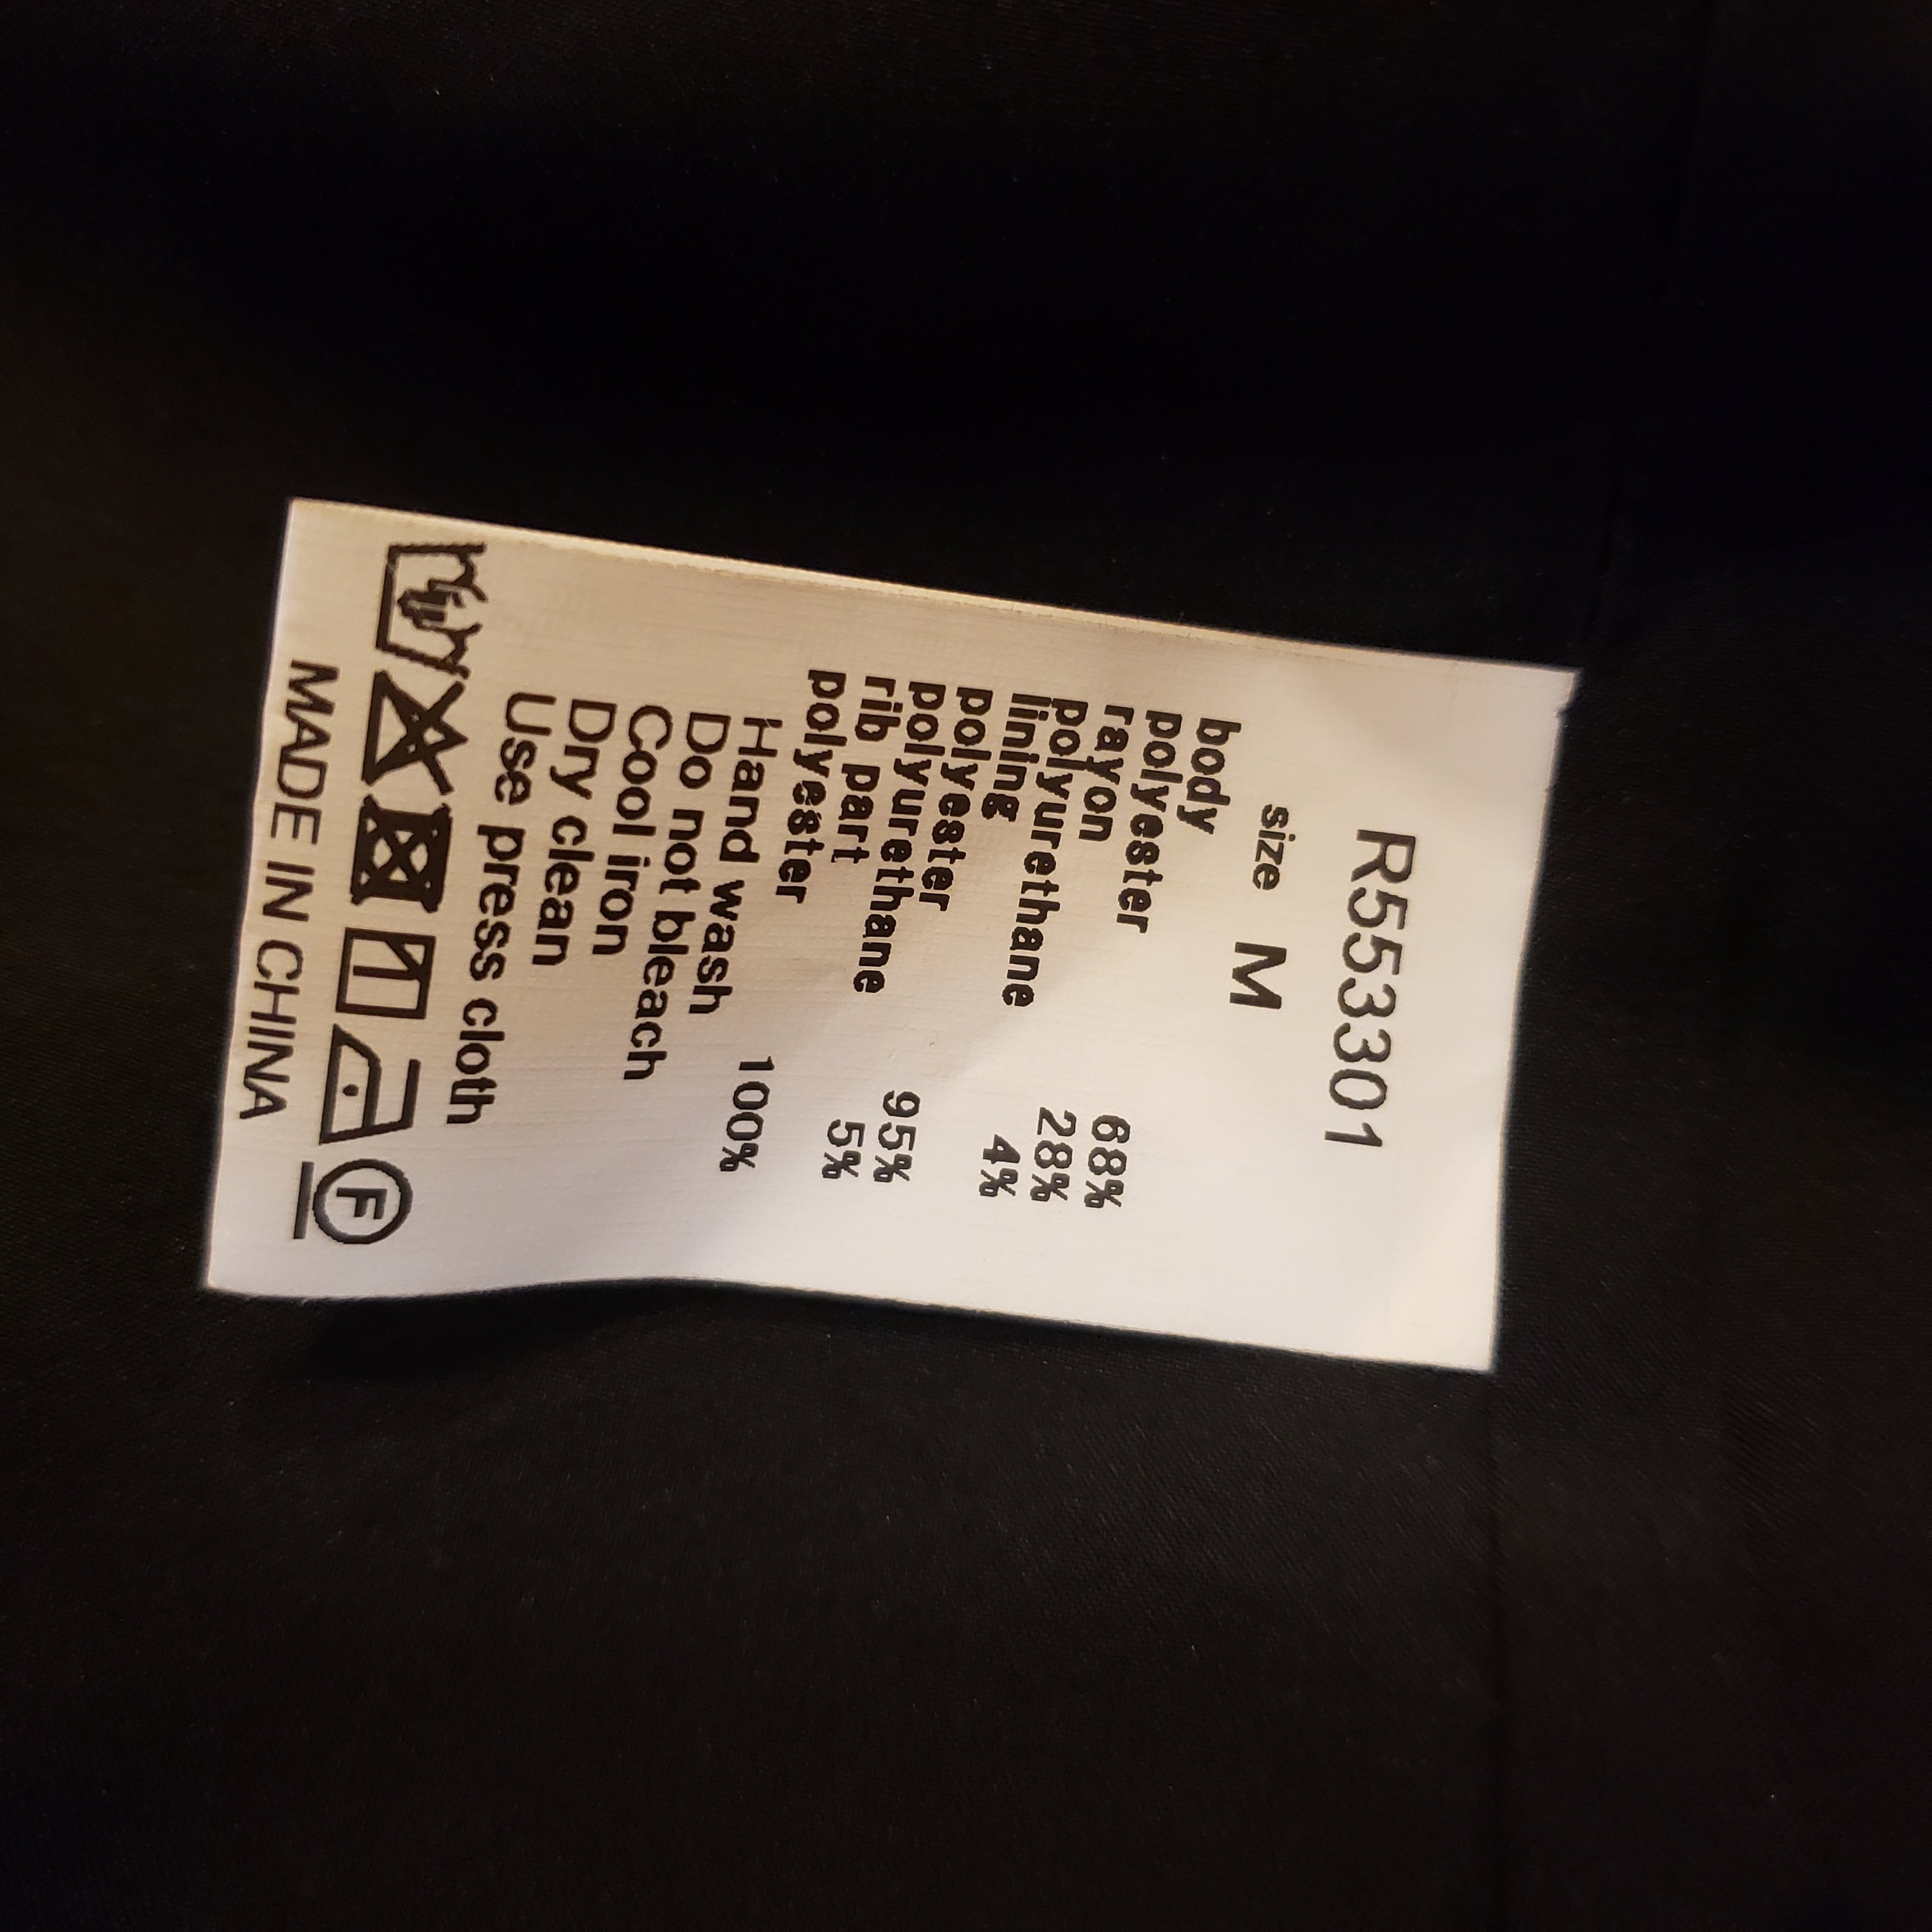 R553301
size M
body
polyester 68%
rayon 28%
polyurethane 4%
lining
polyester 95%
polyurethane 5%
rib part
polyester 100%
Hand wash
Do not bleach
Cool iron
Dry clean
Use press cloth
F
MADE IN CHINA